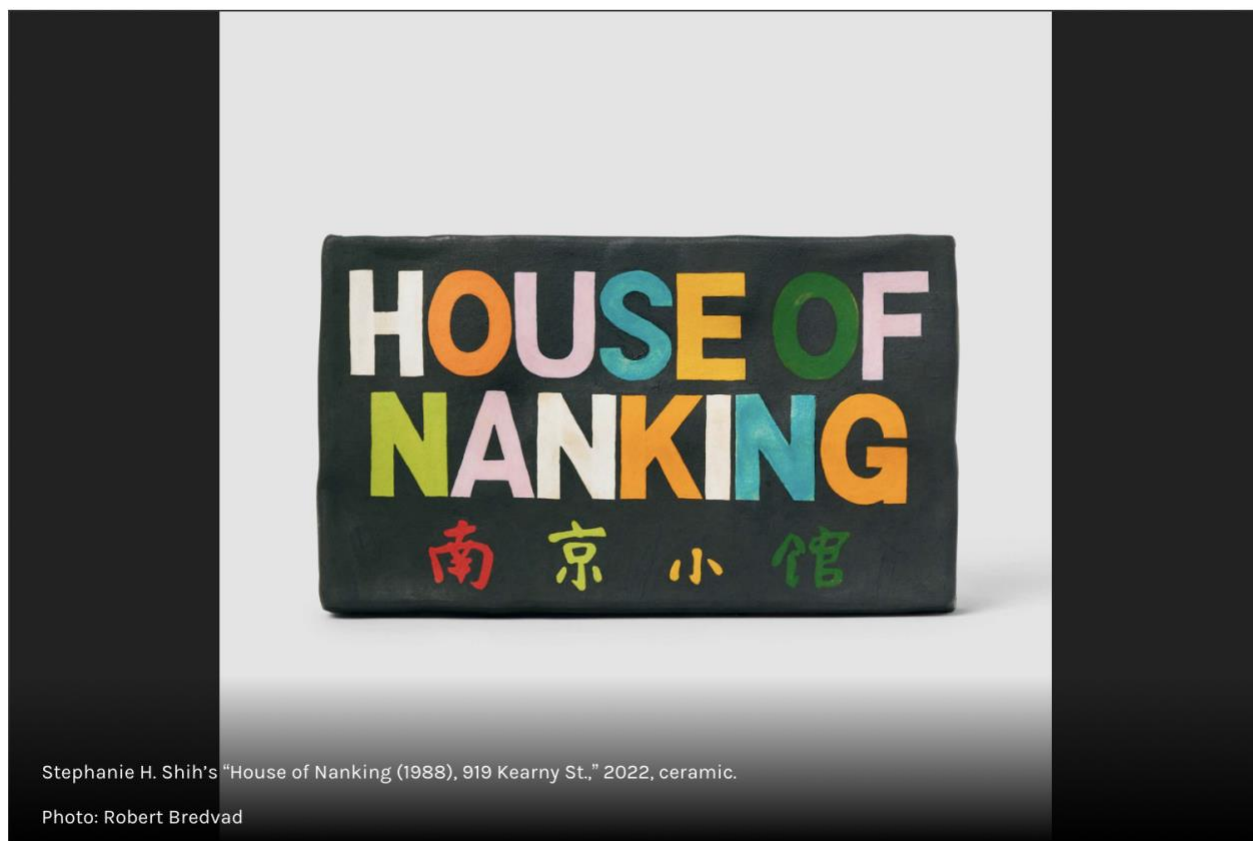 HOUSE OF
NANKING
南京小馆
Stephanie H. Shih’s “House of Nanking (1988), 919 Kearny St.,” 2022, ceramic.
Photo: Robert Bredvad